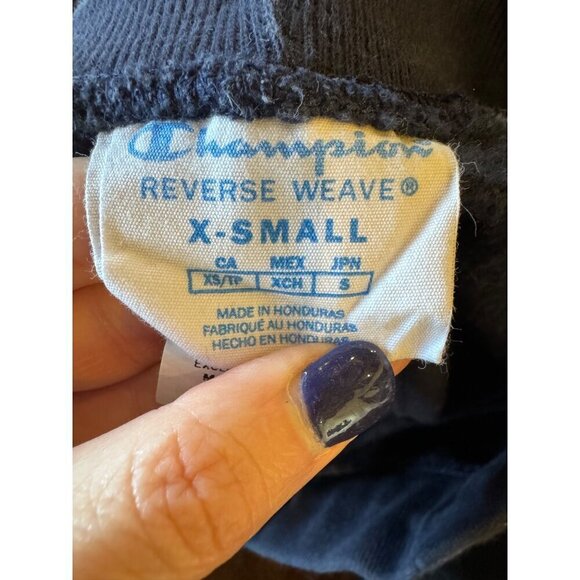 Champion
REVERSE WEAVE®
X-SMALL
CA MEX JPN
XS/TP XCH S
MADE IN HONDURAS
FABRIQUÉ AU HONDURAS
HECHO EN HONDURAS